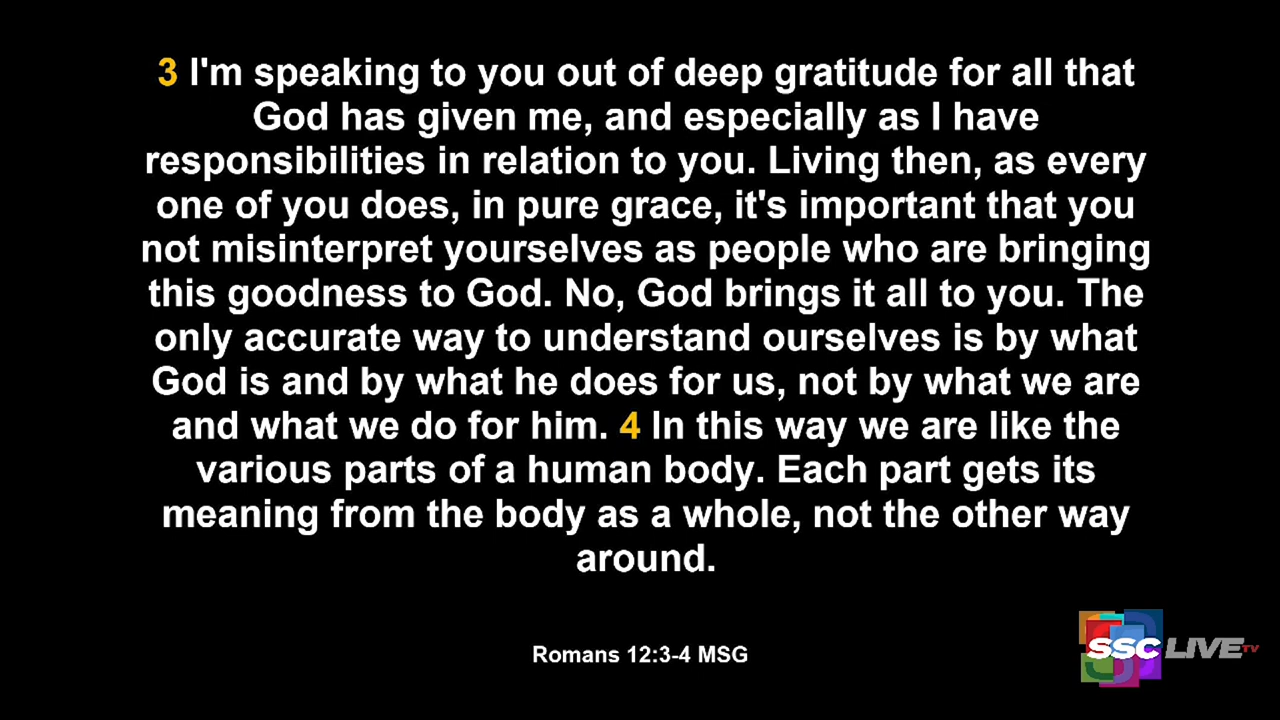 3 I'm speaking to you out of deep gratitude for all that
God has given me, and especially as I have
responsibilities in relation to you. Living then, as every
one of you does, in pure grace, it's important that you
not misinterpret yourselves as people who are bringing
this goodness to God. No, God brings it all to you. The
only accurate way to understand ourselves is by what
God is and by what he does for us, not by what we are
and what we do for him. 4 In this way we are like the
various parts of a human body. Each part gets its
meaning from the body as a whole, not the other way
around.
Romans 12:3-4 MSG
SSC LIVE TV